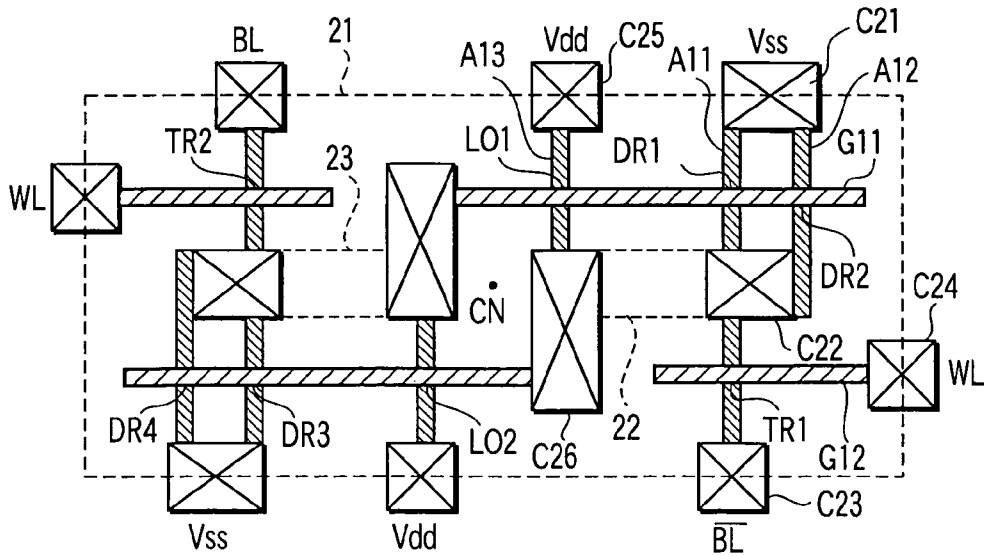 BL
21
Vdd
C25
Vss
C21
A13
A11
A12
TR2
23
LO1
DR1
G11
WL
DR2
CN
C24
C22
WL
DR4
DR3
LO2
C26
22
TR1
G12
C23
Vss
Vdd
B̅L̅